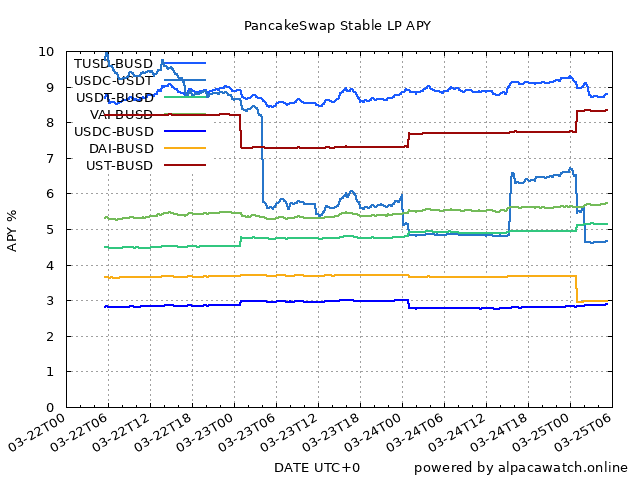 PancakeSwap Stable LP APY
10
9
8
7
6
5
4
3
2
1
0
APY %
TUSD-BUSD
USDC-USDT
USDT-BUSD
VAI-BUSD
USDC-BUSD
DAI-BUSD
UST-BUSD
03-22T00
03-22T06
03-22T12
03-22T18
03-23T00
03-23T06
03-23T12
03-23T18
03-24T00
03-24T06
03-24T12
03-24T18
03-25T00
03-25T06
DATE UTC+0
powered by alpacawatch.online